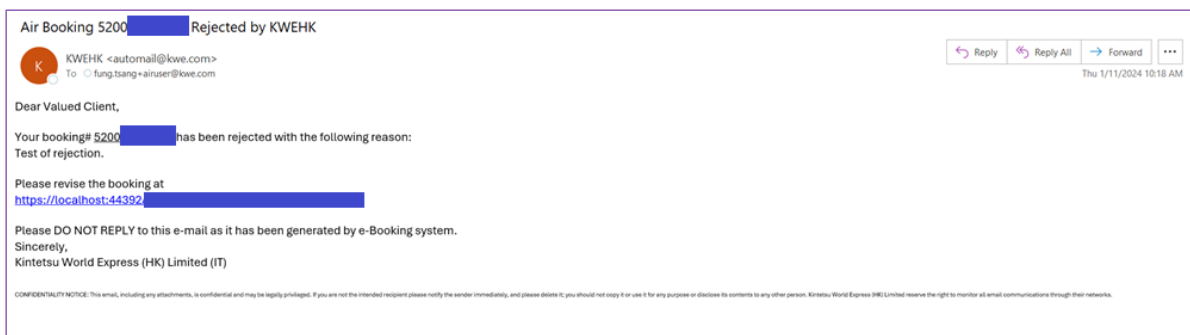 Air Booking 5200 Rejected by KWEHK
K
KWEHK <automail@kwe.com>
To fung.tsang+airuser@kwe.com
Reply
Reply All
Forward
...
Thu 1/11/2024 10:18 AM
Dear Valued Client,
Your booking# 5200 has been rejected with the following reason:
Test of rejection.
Please revise the booking at
https://localhost:44392/
Please DO NOT REPLY to this e-mail as it has been generated by e-Booking system.
Sincerely,
Kintetsu World Express (HK) Limited (IT)
CONFIDENTIALITY NOTICE: This email, including any attachments, is confidential and may be legally privileged. If you are not the intended recipient please notify the sender immediately, and please delete it; you should not copy it or use it for any purpose or disclose its contents to any other person. Kintetsu World Express (HK) Limited reserve the right to monitor all email communications through their networks.